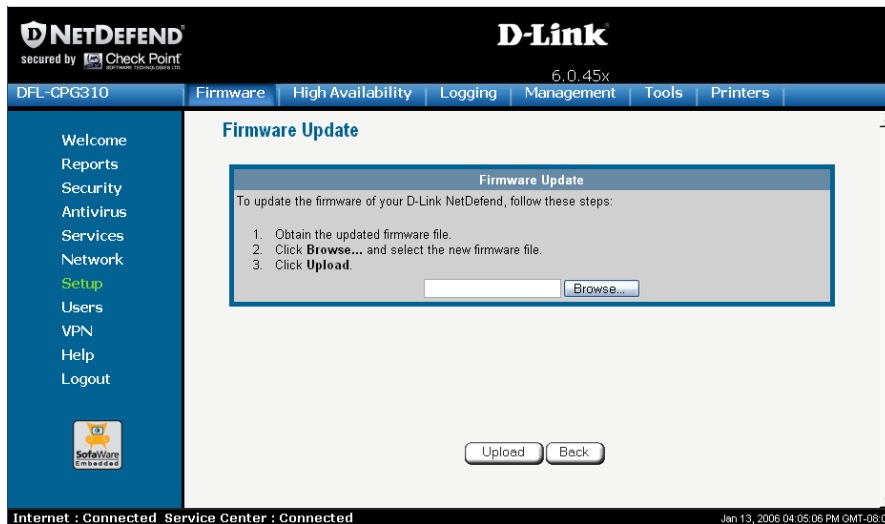 NETDEFEND
secured by Check Point
SOFTWARE TECHNOLOGIES LTD.
D-Link
6.0.45x
DFL-CPG310
Firmware High Availability Logging Management Tools Printers
Welcome
Reports
Security
Antivirus
Services
Network
Setup
Users
VPN
Help
Logout
SofaWare
Embedded
Firmware Update
Firmware Update
To update the firmware of your D-Link NetDefend, follow these steps:
1. Obtain the updated firmware file.
2. Click Browse... and select the new firmware file.
3. Click Upload.
Browse...
Upload Back
Internet : Connected Service Center : Connected
Jan 13, 2006 04:05:06 PM GMT-08:0